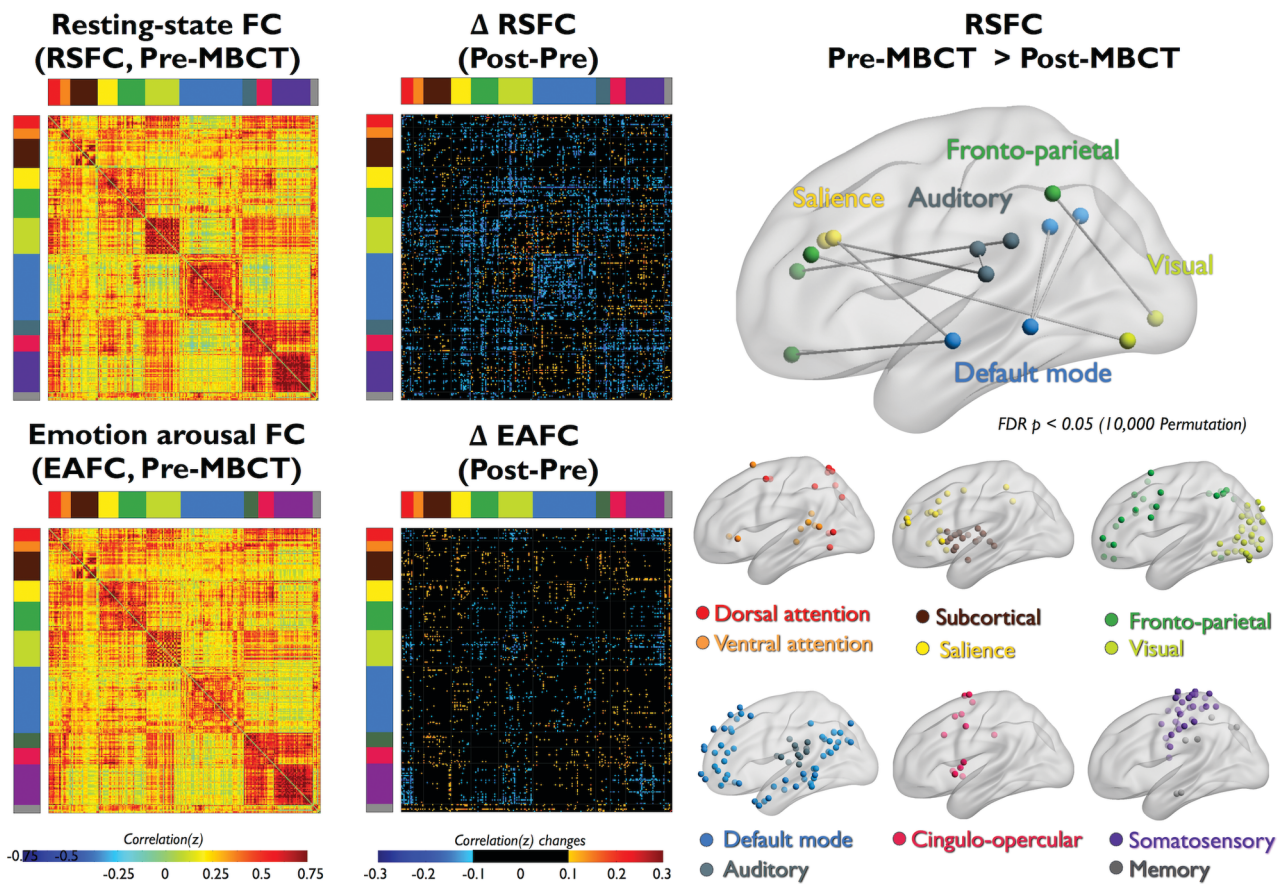 Resting-state FC
(RSFC, Pre-MBCT)
Δ RSFC
(Post-Pre)
RSFC
Pre-MBCT > Post-MBCT
Fronto-parietal
Salience
Auditory
Visual
Default mode
FDR p < 0.05 (10,000 Permutation)
Emotion arousal FC
(EAFC, Pre-MBCT)
Δ EAFC
(Post-Pre)
Dorsal attention
Ventral attention
Subcortical
Salience
Fronto-parietal
Visual
Default mode
Auditory
Cingulo-opercular
Somatosensory
Memory
Correlation(z)
-0.75 -0.5
-0.25 0 0.25 0.5 0.75
Correlation(z) changes
-0.3 -0.2 -0.1 0 0.1 0.2 0.3